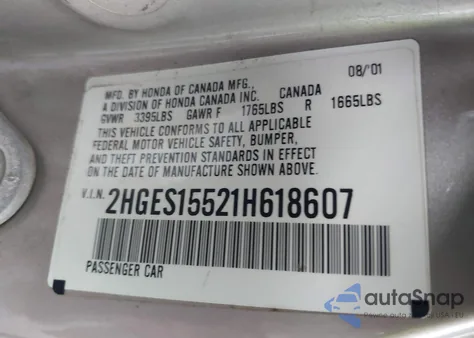 MFD. BY HONDA OF CANADA MFG., 08/'01
A DIVISION OF HONDA CANADA INC. CANADA
GVWR 3395LBS GAWR F 1765LBS R 1665LBS
THIS VEHICLE CONFORMS TO ALL APPLICABLE
FEDERAL MOTOR VEHICLE SAFETY, BUMPER,
AND THEFT PREVENTION STANDARDS IN EFFECT
ON THE DATE OF MANUFACTURE SHOWN ABOVE.
V.I.N. 2HGES15521H618607
PASSENGER CAR
autoSnap